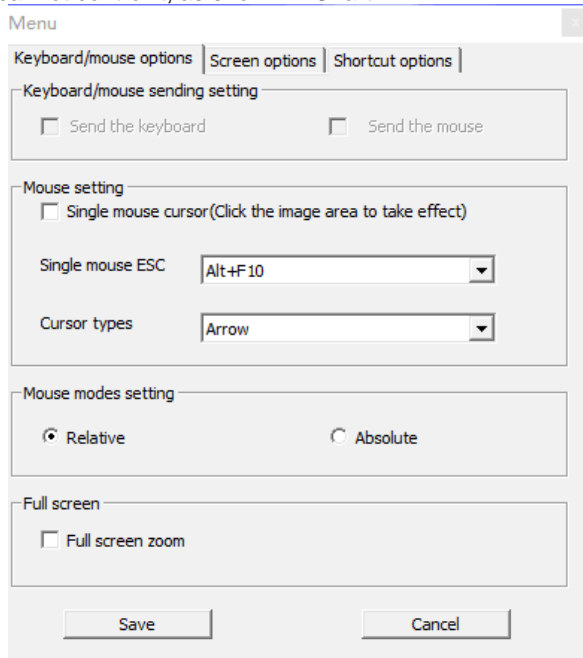 Menu
Keyboard/mouse options Screen options Shortcut options
Keyboard/mouse sending setting
Send the keyboard Send the mouse
Mouse setting
Single mouse cursor(Click the image area to take effect)
Single mouse ESC Alt+F10
Cursor types Arrow
Mouse modes setting
Relative Absolute
Full screen
Full screen zoom
Save Cancel